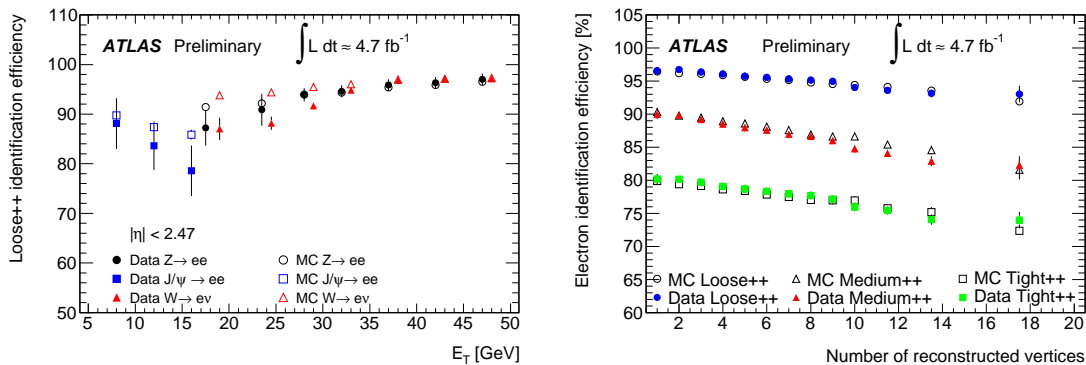 ATLAS Preliminary ∫ L dt ≈ 4.7 fb⁻¹
Loose++ identification efficiency
100
90
80
70
60
50
|η| < 2.47
Data Z→ ee MC Z→ ee
Data J/ψ → ee MC J/ψ → ee
Data W→ eν MC W→ eν
5 10 15 20 25 30 35 40 45 50
E_T [GeV]
ATLAS Preliminary ∫ L dt ≈ 4.7 fb⁻¹
Electron identification efficiency [%]
105
100
95
90
85
80
75
70
65
60
MC Loose++ MC Medium++ MC Tight++
Data Loose++ Data Medium++ Data Tight++
2 4 6 8 10 12 14 16 18 20
Number of reconstructed vertices